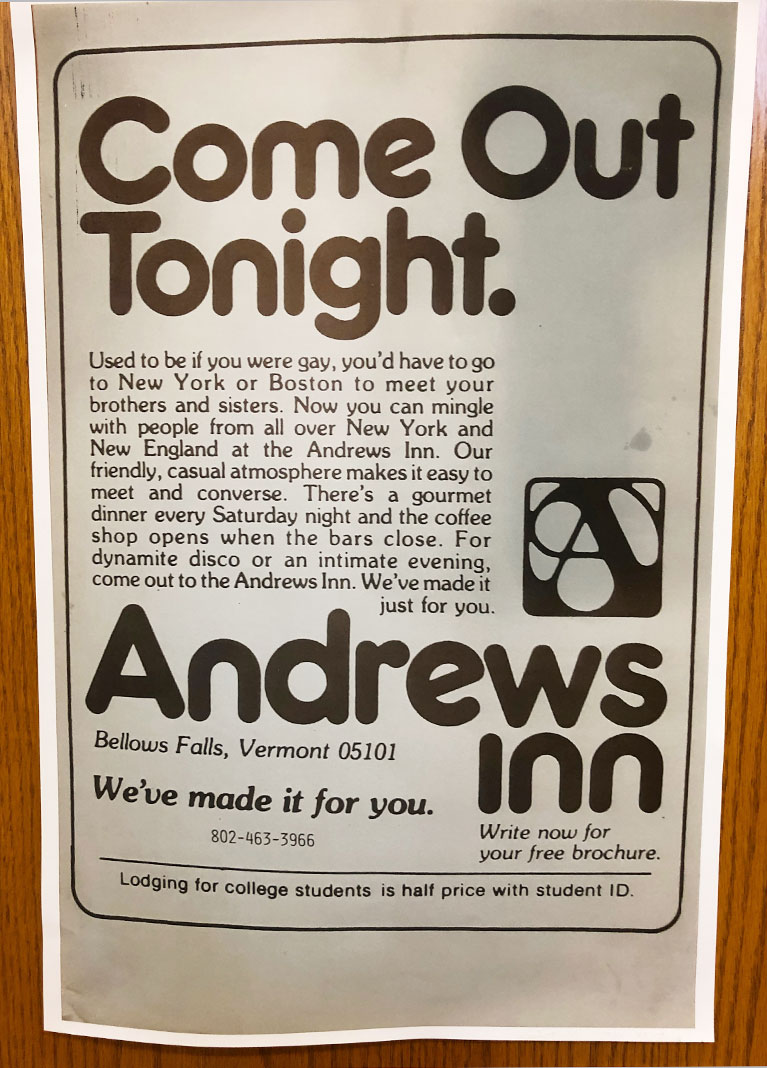 Come Out
Tonight.
Used to be if you were gay, you'd have to go
to New York or Boston to meet your
brothers and sisters. Now you can mingle
with people from all over New York and
New England at the Andrews Inn. Our
friendly, casual atmosphere makes it easy to
meet and converse. There's a gourmet
dinner every Saturday night and the coffee
shop opens when the bars close. For
dynamite disco or an intimate evening,
come out to the Andrews Inn. We've made it
just for you.
Andrews
Inn
Bellows Falls, Vermont 05101
We've made it for you.
802-463-3966
Write now for
your free brochure.
Lodging for college students is half price with student ID.